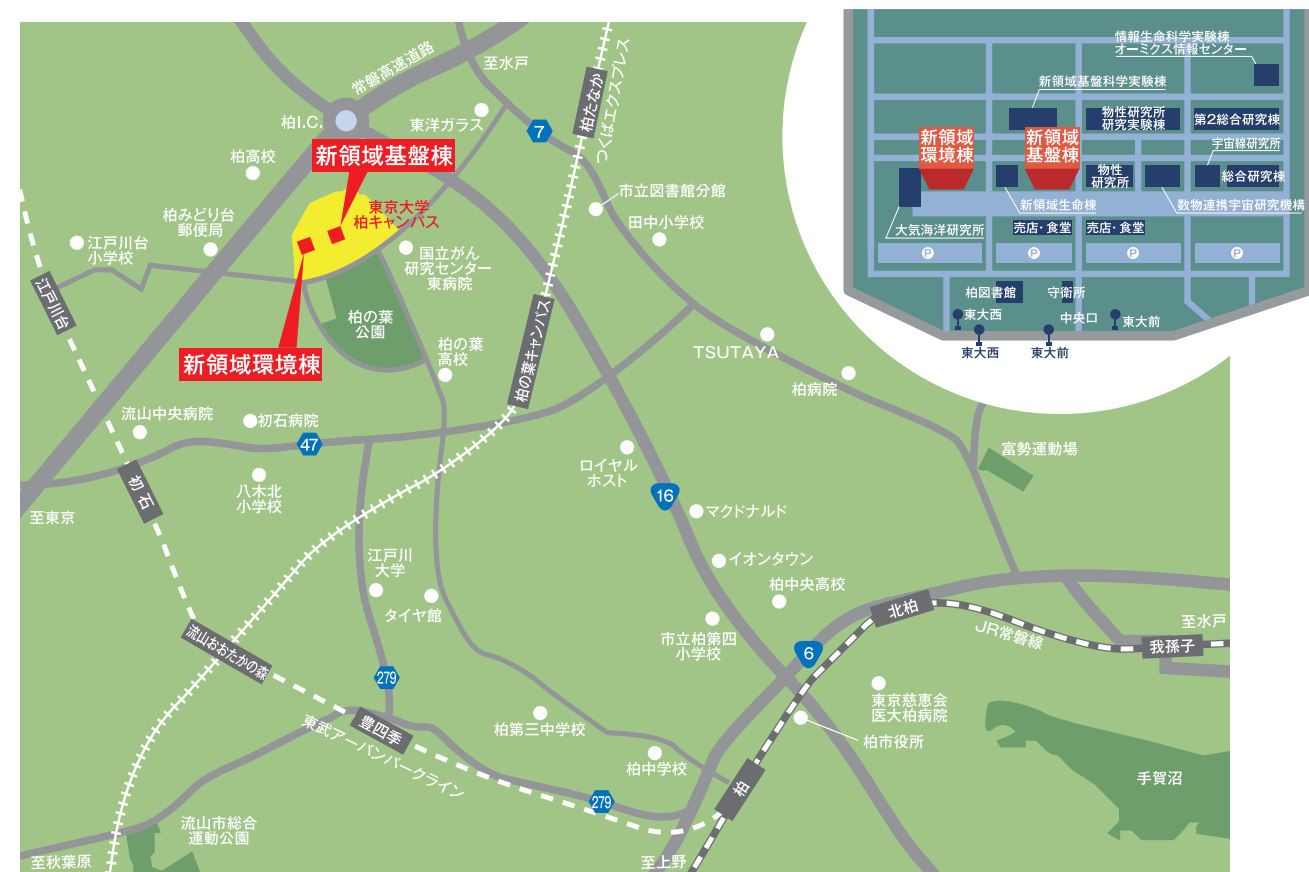 常磐高速道路
至水戸
柏I.C.
東洋ガラス
7
柏たなか
つくばエクスプレス
新領域基盤棟
柏高校
東京大学
柏キャンパス
市立図書館分館
田中小学校
柏みどり台
郵便局
江戸川台
小学校
国立がん
研究センター
東病院
江戸川台
柏の葉
公園
柏の葉キャンパス
柏の葉
高校
新領域環境棟
TSUTAYA
柏病院
流山中央病院
初石病院
47
富勢運動場
ロイヤル
ホスト
初石
八木北
小学校
16
至東京
マクドナルド
江戸川
大学
イオンタウン
柏中央高校
タイヤ館
北柏
JR常磐線
至水戸
我孫子
流山おおたかの森
市立柏第四
小学校
6
279
東京慈恵会
医大柏病院
豊四季
東武アーバンパークライン
柏第三中学校
柏市役所
柏中学校
柏
手賀沼
279
流山市総合
運動公園
至秋葉原
至上野
情報生命科学実験棟
オーミクス情報センター
新領域基盤科学実験棟
物性研究所
研究実験棟
第2総合研究棟
新領域
環境棟
新領域
基盤棟
宇宙線研究所
物性
研究所
総合研究棟
新領域生命棟
数物連携宇宙研究機構
大気海洋研究所
売店・食堂
売店・食堂
P
P
P
P
柏図書館
守衛所
東大西
中央口
東大前
東大西
東大前